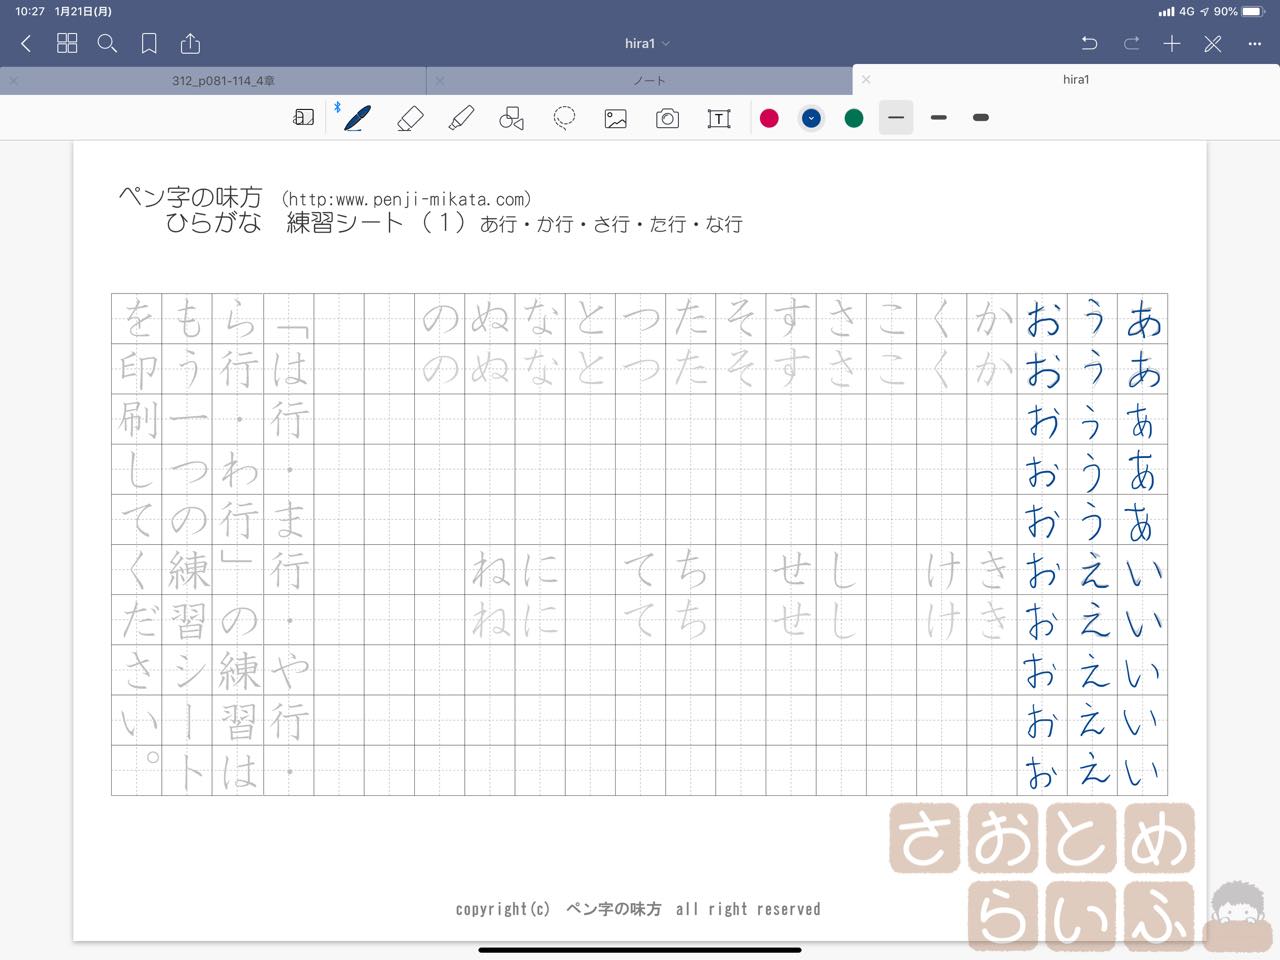 10:27 1月21日(月)
4G 90%
hira1
312_p081-114_4章
ノート
hira1
T
ペン字の味方 (http:www.penji-mikata.com)
ひらがな 練習シート(1)あ行・か行・さ行・た行・な行
あああああいいいいい
うううううえええええ
おおおおおおおおおお
かかきき
くくけけ
ここ
ささしし
すすせせ
そそ
たたちち
つつてて
とと
ななにに
ぬぬねね
のの
「は行・ま行・や行・
ら行・わ行」の練習は
もう一つの練習シート
を印刷してください。
copyright(c) ペン字の味方 all right reserved
さおとめ
らいふ